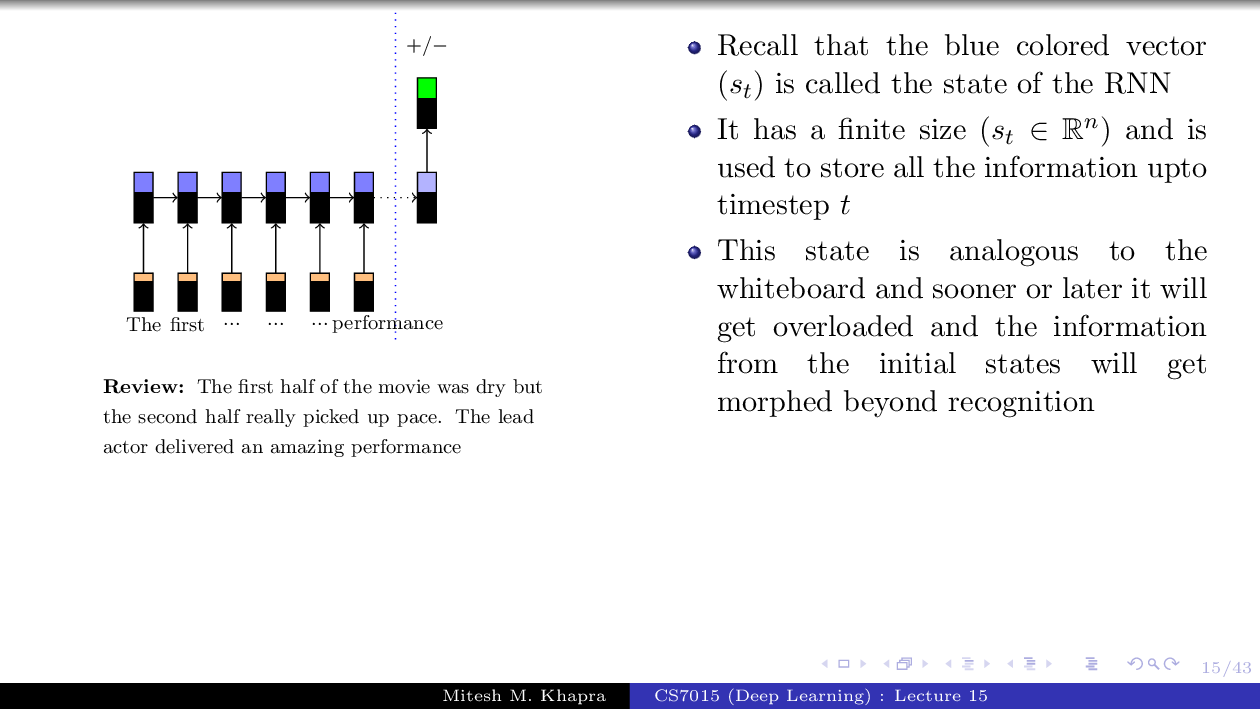 +/−
The first ... ... ... performance
Review: The first half of the movie was dry but
the second half really picked up pace. The lead
actor delivered an amazing performance
Recall that the blue colored vector
(sₜ) is called the state of the RNN
It has a finite size (sₜ ∈ ℝⁿ) and is
used to store all the information upto
timestep t
This state is analogous to the
whiteboard and sooner or later it will
get overloaded and the information
from the initial states will get
morphed beyond recognition
15/43
Mitesh M. Khapra
CS7015 (Deep Learning) : Lecture 15